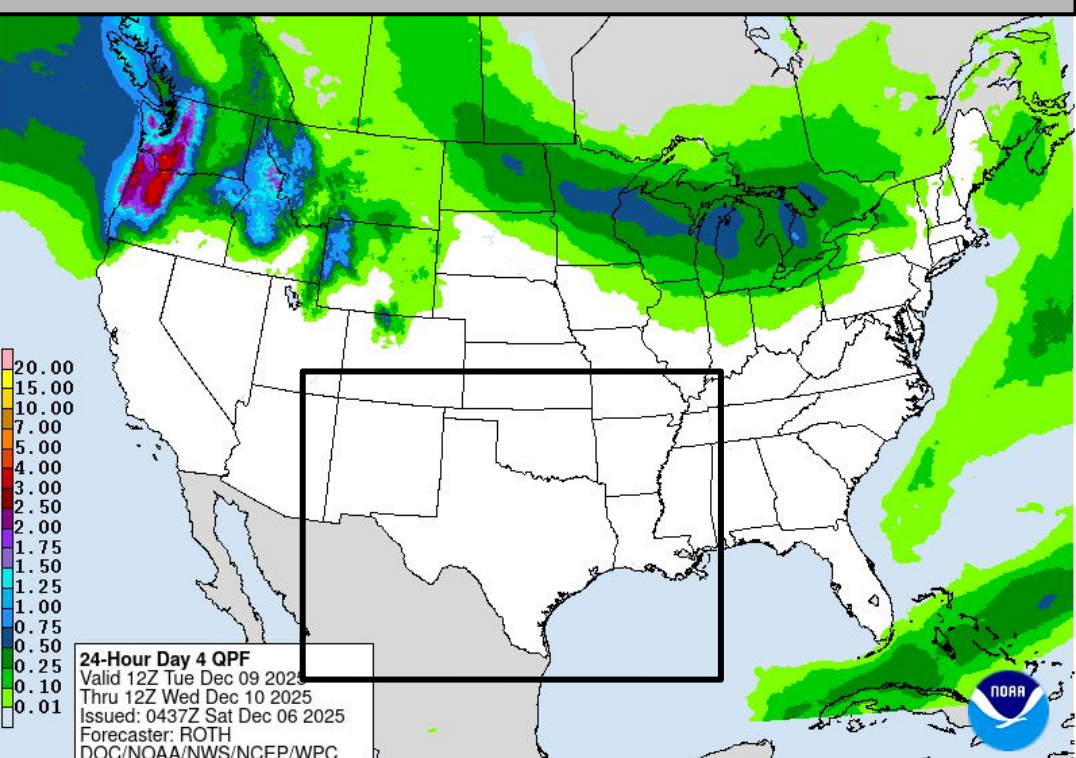 20.00
15.00
10.00
7.00
5.00
4.00
3.00
2.50
2.00
1.75
1.50
1.25
1.00
0.75
0.50
0.25
0.10
0.01
24-Hour Day 4 QPF
Valid 12Z Tue Dec 09 2025
Thru 12Z Wed Dec 10 2025
Issued: 0437Z Sat Dec 06 2025
Forecaster: ROTH
DOC/NOAA/NWS/NCEP/WPC
NOAA